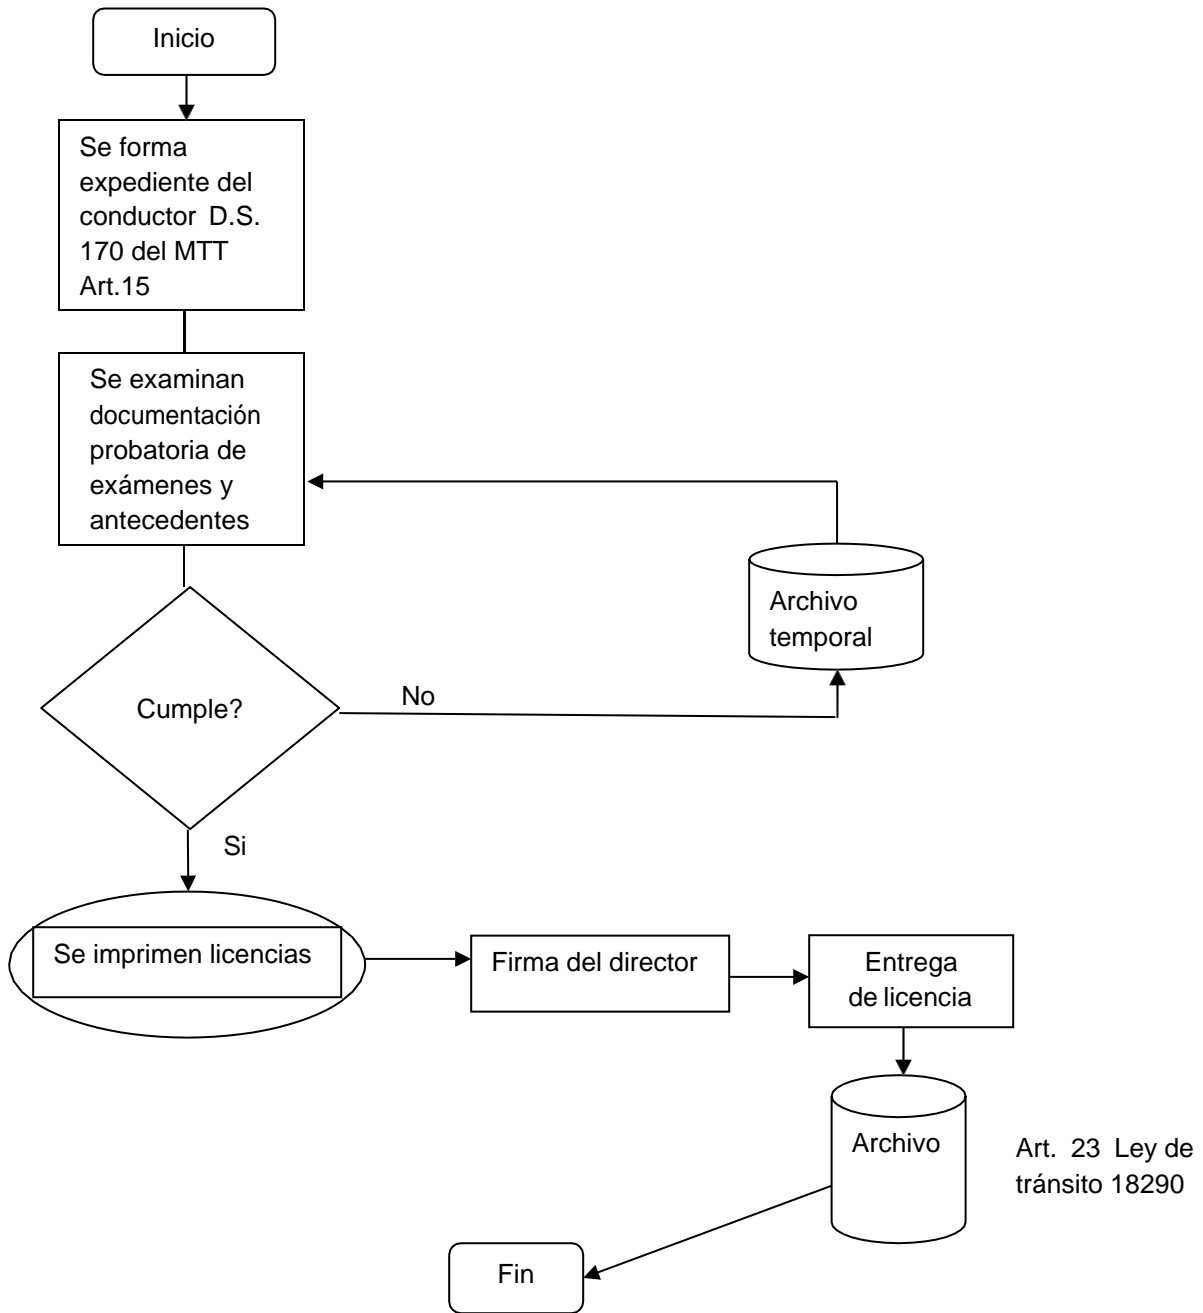 Inicio
Se forma
expediente del
conductor D.S.
170 del MTT
Art.15
Se examinan
documentación
probatoria de
exámenes y
antecedentes
Archivo
temporal
Cumple?
No
Si
Se imprimen licencias
Firma del director
Entrega
de licencia
Archivo
Art. 23 Ley de
tránsito 18290
Fin